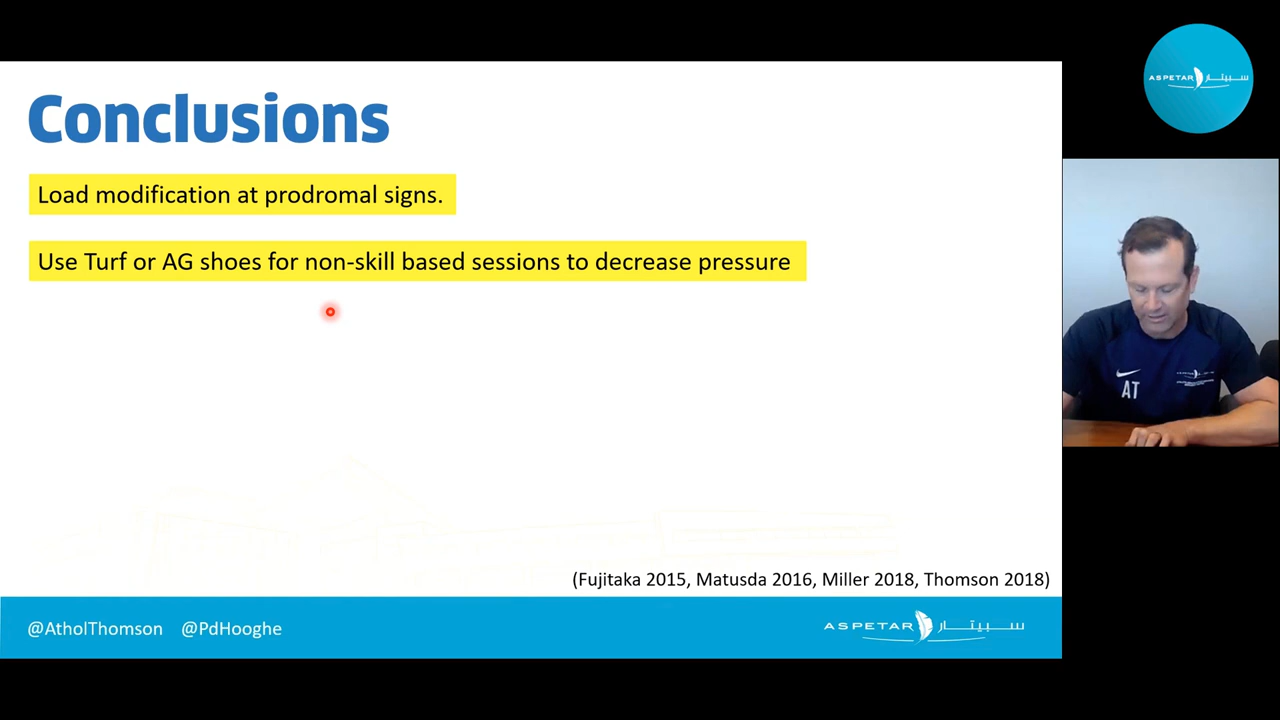 Conclusions
Load modification at prodromal signs.
Use Turf or AG shoes for non-skill based sessions to decrease pressure
(Fujitaka 2015, Matusda 2016, Miller 2018, Thomson 2018)
@AtholThomson @PdHooghe
ASPETAR سبيتار
ASPETAR سبيتار
AT